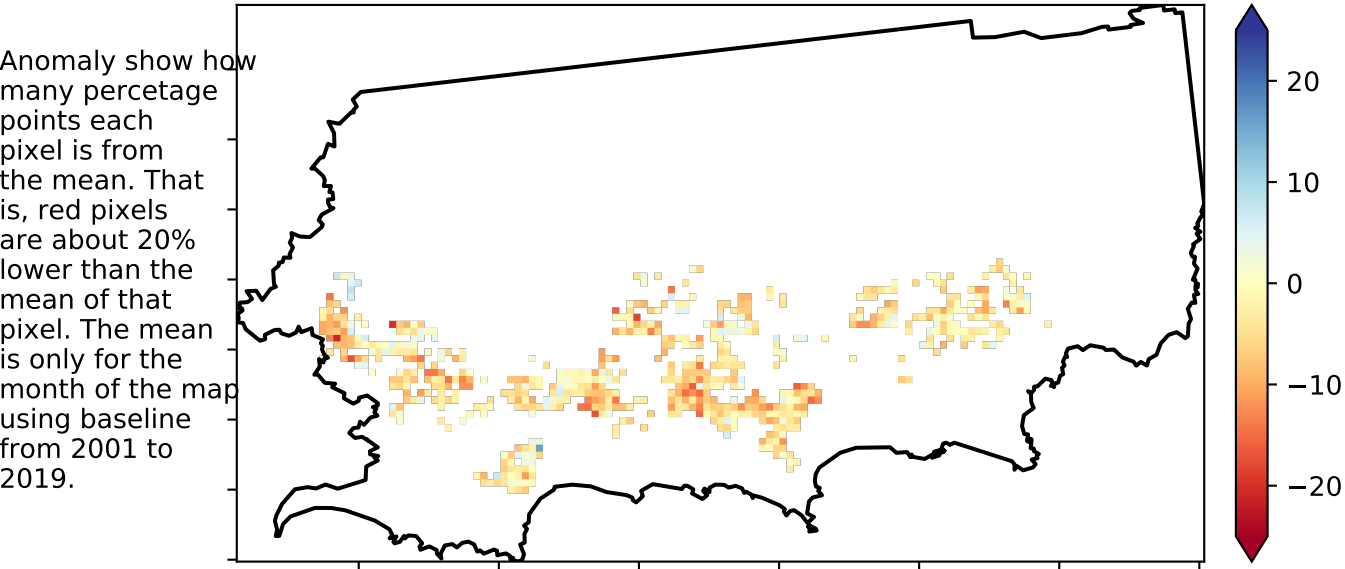 Anomaly show how
many percetage
points each
pixel is from
the mean. That
is, red pixels
are about 20%
lower than the
mean of that
pixel. The mean
is only for the
month of the map
using baseline
from 2001 to
2019.
20
10
0
−10
−20